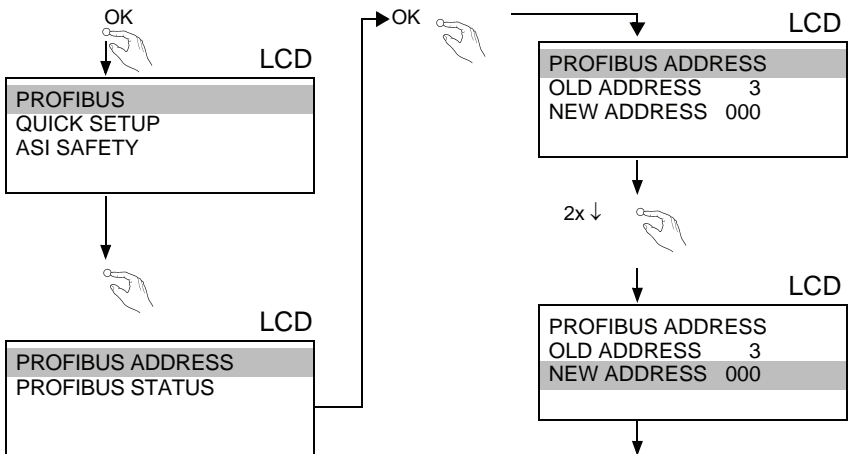 OK
LCD
PROFIBUS
QUICK SETUP
ASI SAFETY
LCD
PROFIBUS ADDRESS
PROFIBUS STATUS
OK
LCD
PROFIBUS ADDRESS
OLD ADDRESS 3
NEW ADDRESS 000
2x ↓
LCD
PROFIBUS ADDRESS
OLD ADDRESS 3
NEW ADDRESS 000